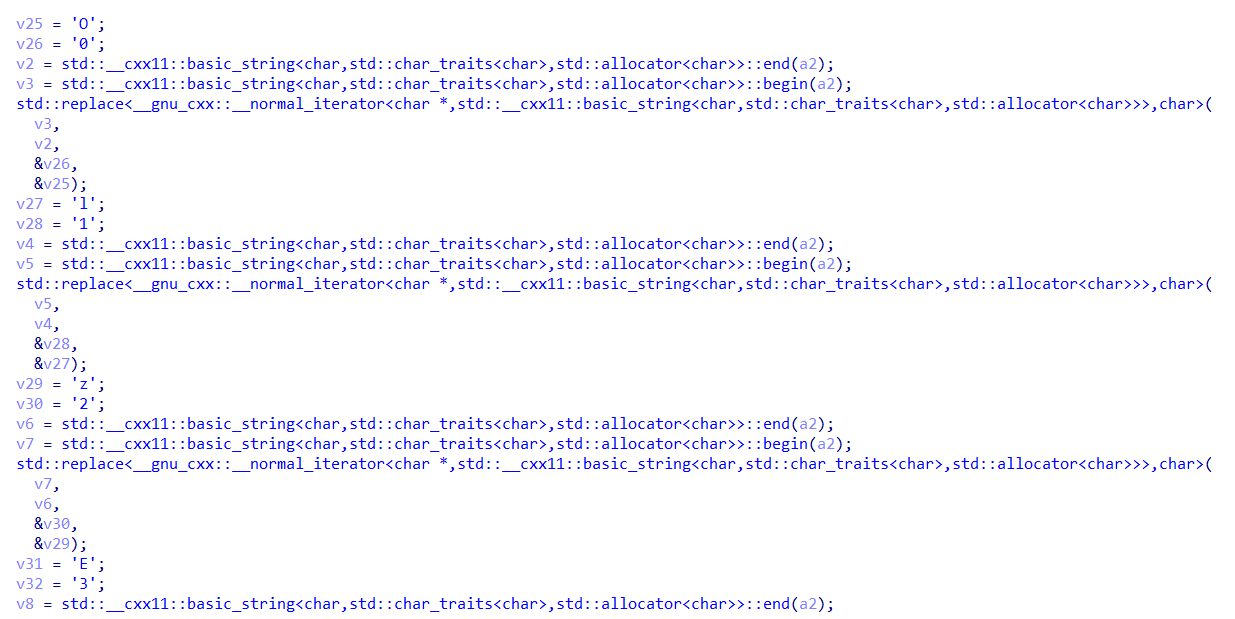 v25 = 'O';
v26 = '0';
v2 = std::__cxx11::basic_string<char,std::char_traits<char>,std::allocator<char>>::end(a2);
v3 = std::__cxx11::basic_string<char,std::char_traits<char>,std::allocator<char>>::begin(a2);
std::replace<__gnu_cxx::__normal_iterator<char *,std::__cxx11::basic_string<char,std::char_traits<char>,std::allocator<char>>>,char>(
  v3,
  v2,
  &v26,
  &v25);
v27 = 'l';
v28 = '1';
v4 = std::__cxx11::basic_string<char,std::char_traits<char>,std::allocator<char>>::end(a2);
v5 = std::__cxx11::basic_string<char,std::char_traits<char>,std::allocator<char>>::begin(a2);
std::replace<__gnu_cxx::__normal_iterator<char *,std::__cxx11::basic_string<char,std::char_traits<char>,std::allocator<char>>>,char>(
  v5,
  v4,
  &v28,
  &v27);
v29 = 'z';
v30 = '2';
v6 = std::__cxx11::basic_string<char,std::char_traits<char>,std::allocator<char>>::end(a2);
v7 = std::__cxx11::basic_string<char,std::char_traits<char>,std::allocator<char>>::begin(a2);
std::replace<__gnu_cxx::__normal_iterator<char *,std::__cxx11::basic_string<char,std::char_traits<char>,std::allocator<char>>>,char>(
  v7,
  v6,
  &v30,
  &v29);
v31 = 'E';
v32 = '3';
v8 = std::__cxx11::basic_string<char,std::char_traits<char>,std::allocator<char>>::end(a2);